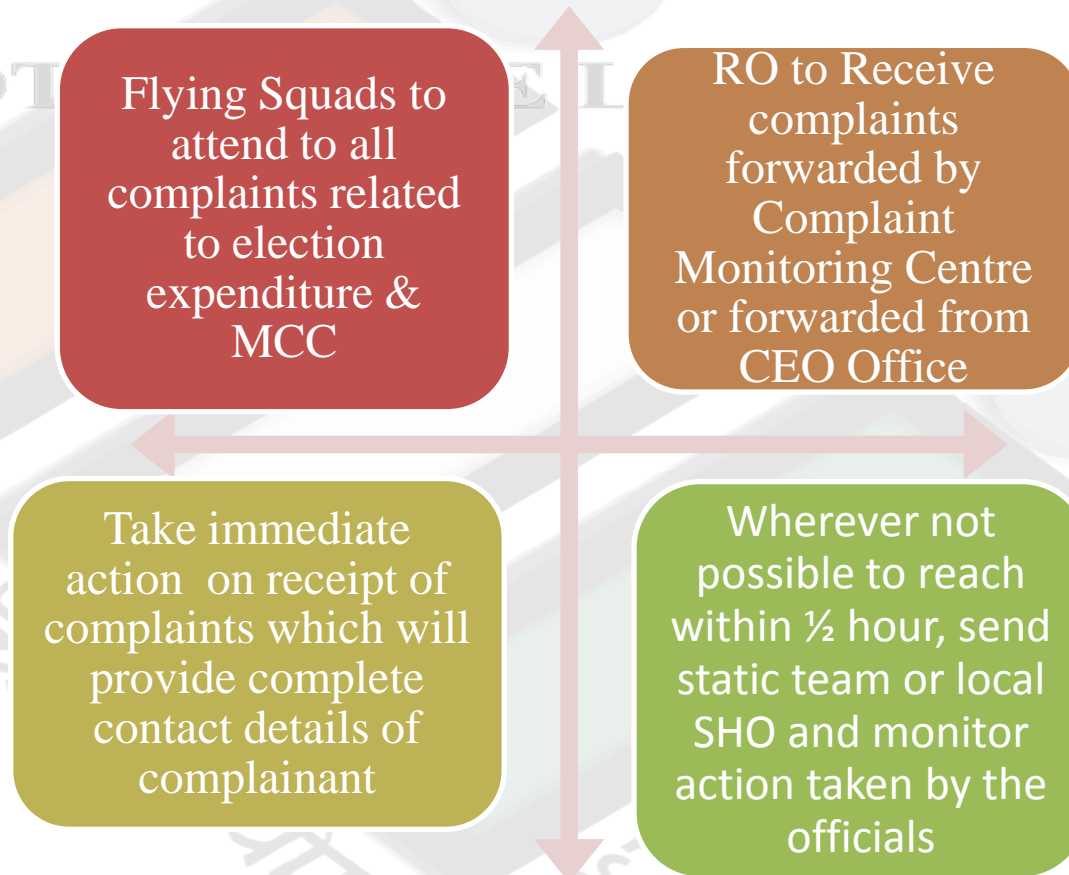 Flying Squads to
attend to all
complaints related
to election
expenditure &
MCC
RO to Receive
complaints
forwarded by
Complaint
Monitoring Centre
or forwarded from
CEO Office
Take immediate
action on receipt of
complaints which will
provide complete
contact details of
complainant
Wherever not
possible to reach
within ½ hour, send
static team or local
SHO and monitor
action taken by the
officials